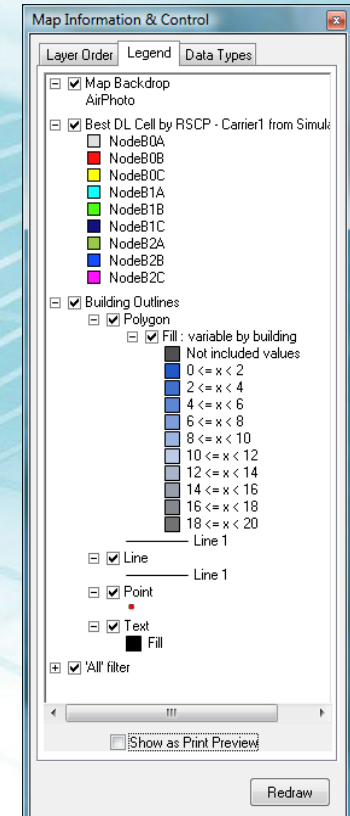 Map Information & Control
Layer Order Legend Data Types
Map Backdrop
AirPhoto
Best DL Cell by RSCP - Carrier1 from Simula
NodeB0A
NodeB0B
NodeB0C
NodeB1A
NodeB1B
NodeB1C
NodeB2A
NodeB2B
NodeB2C
Building Outlines
Polygon
Fill : variable by building
Not included values
0 <= x < 2
2 <= x < 4
4 <= x < 6
6 <= x < 8
8 <= x < 10
10 <= x < 12
12 <= x < 14
14 <= x < 16
16 <= x < 18
18 <= x < 20
Line 1
Line
Line 1
Point
Text
Fill
'All' filter
Show as Print Preview
Redraw